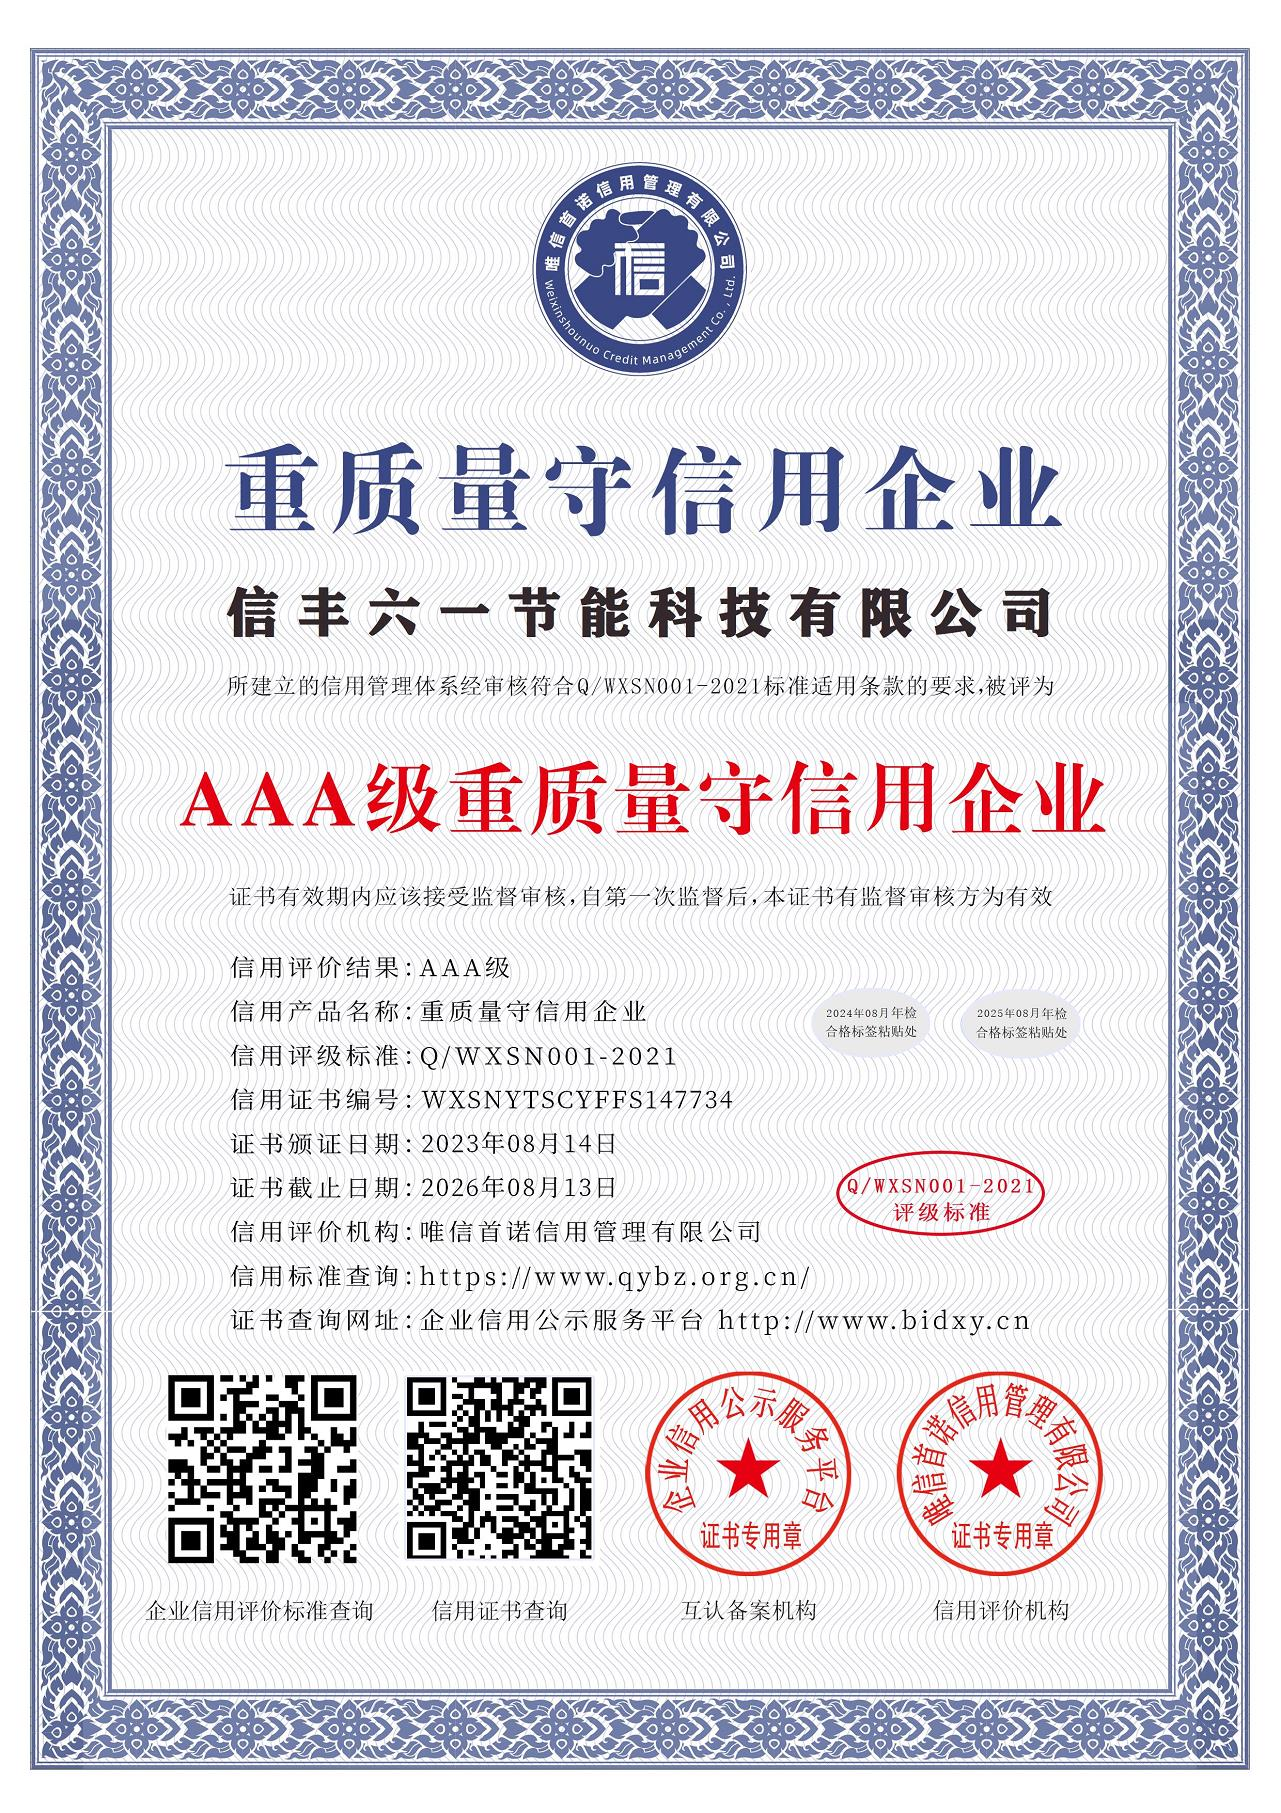 唯信首诺信用管理有限公司
信
Weixinshounuo Credit Management Co., Ltd.
重质量守信用企业
信丰六一节能科技有限公司
所建立的信用管理体系经审核符合Q/WXSN001-2021标准适用条款的要求,被评为
AAA级重质量守信用企业
证书有效期内应该接受监督审核,自第一次监督后,本证书有监督审核方为有效
信用评价结果:AAA级
信用产品名称:重质量守信用企业
信用评级标准:Q/WXSN001-2021
信用证书编号:WXSNYTSCYFFS147734
证书颁证日期:2023年08月14日
证书截止日期:2026年08月13日
信用评价机构:唯信首诺信用管理有限公司
信用标准查询:https://www.qybz.org.cn/
证书查询网址:企业信用公示服务平台 http://www.bidxy.cn
2024年08月年检
合格标签粘贴处
2025年08月年检
合格标签粘贴处
Q/WXSN001-2021
评级标准
企业信用公示服务平台
证书专用章
唯信首诺信用管理有限公司
证书专用章
企业信用评价标准查询
信用证书查询
互认备案机构
信用评价机构